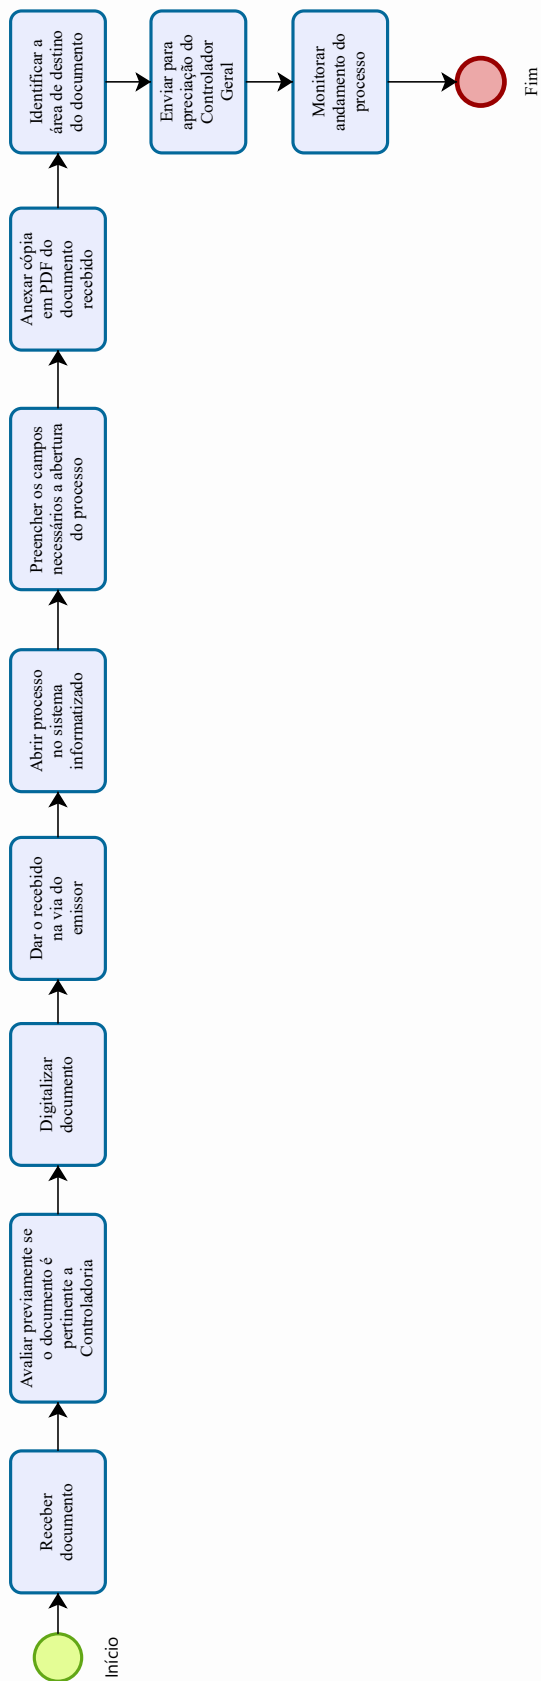 Início
Receber
documento
Avaliar previamente se
o documento é
pertinente a
Controladoria
Digitalizar
documento
Dar o recebido
na via do
emissor
Abrir processo
no sistema
informatizado
Preencher os campos
necessários a abertura
do processo
Anexar cópia
em PDF do
documento
recebido
Identificar a
área de destino
do documento
Enviar para
apreciação do
Controlador
Geral
Monitorar
andamento do
processo
Fim